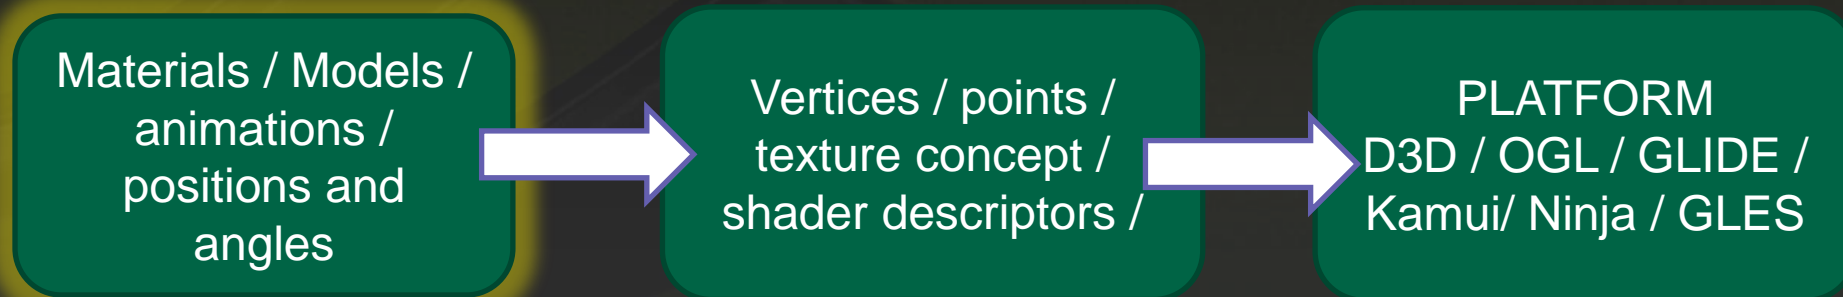 Materials / Models /
animations /
positions and
angles
Vertices / points /
texture concept /
shader descriptors /
PLATFORM
D3D / OGL / GLIDE /
Kamui/ Ninja / GLES